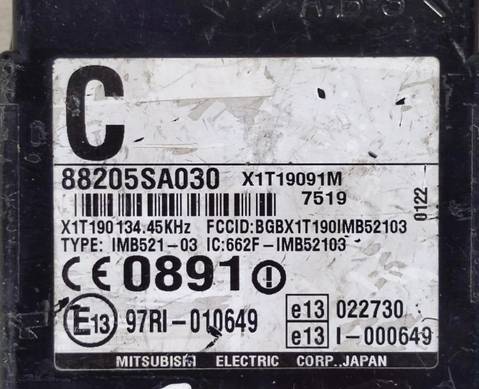 C
88205SA030 X1T19091M
7519
0122
X1T190 134.45KHz FCCID:BGBX1T190IMB52103
TYPE: IMB521-03 IC:662F-IMB52103
CE 0891
E13 97RI-010649
e13 022730
e13 I-000649
MITSUBISHI ELECTRIC CORP.,JAPAN